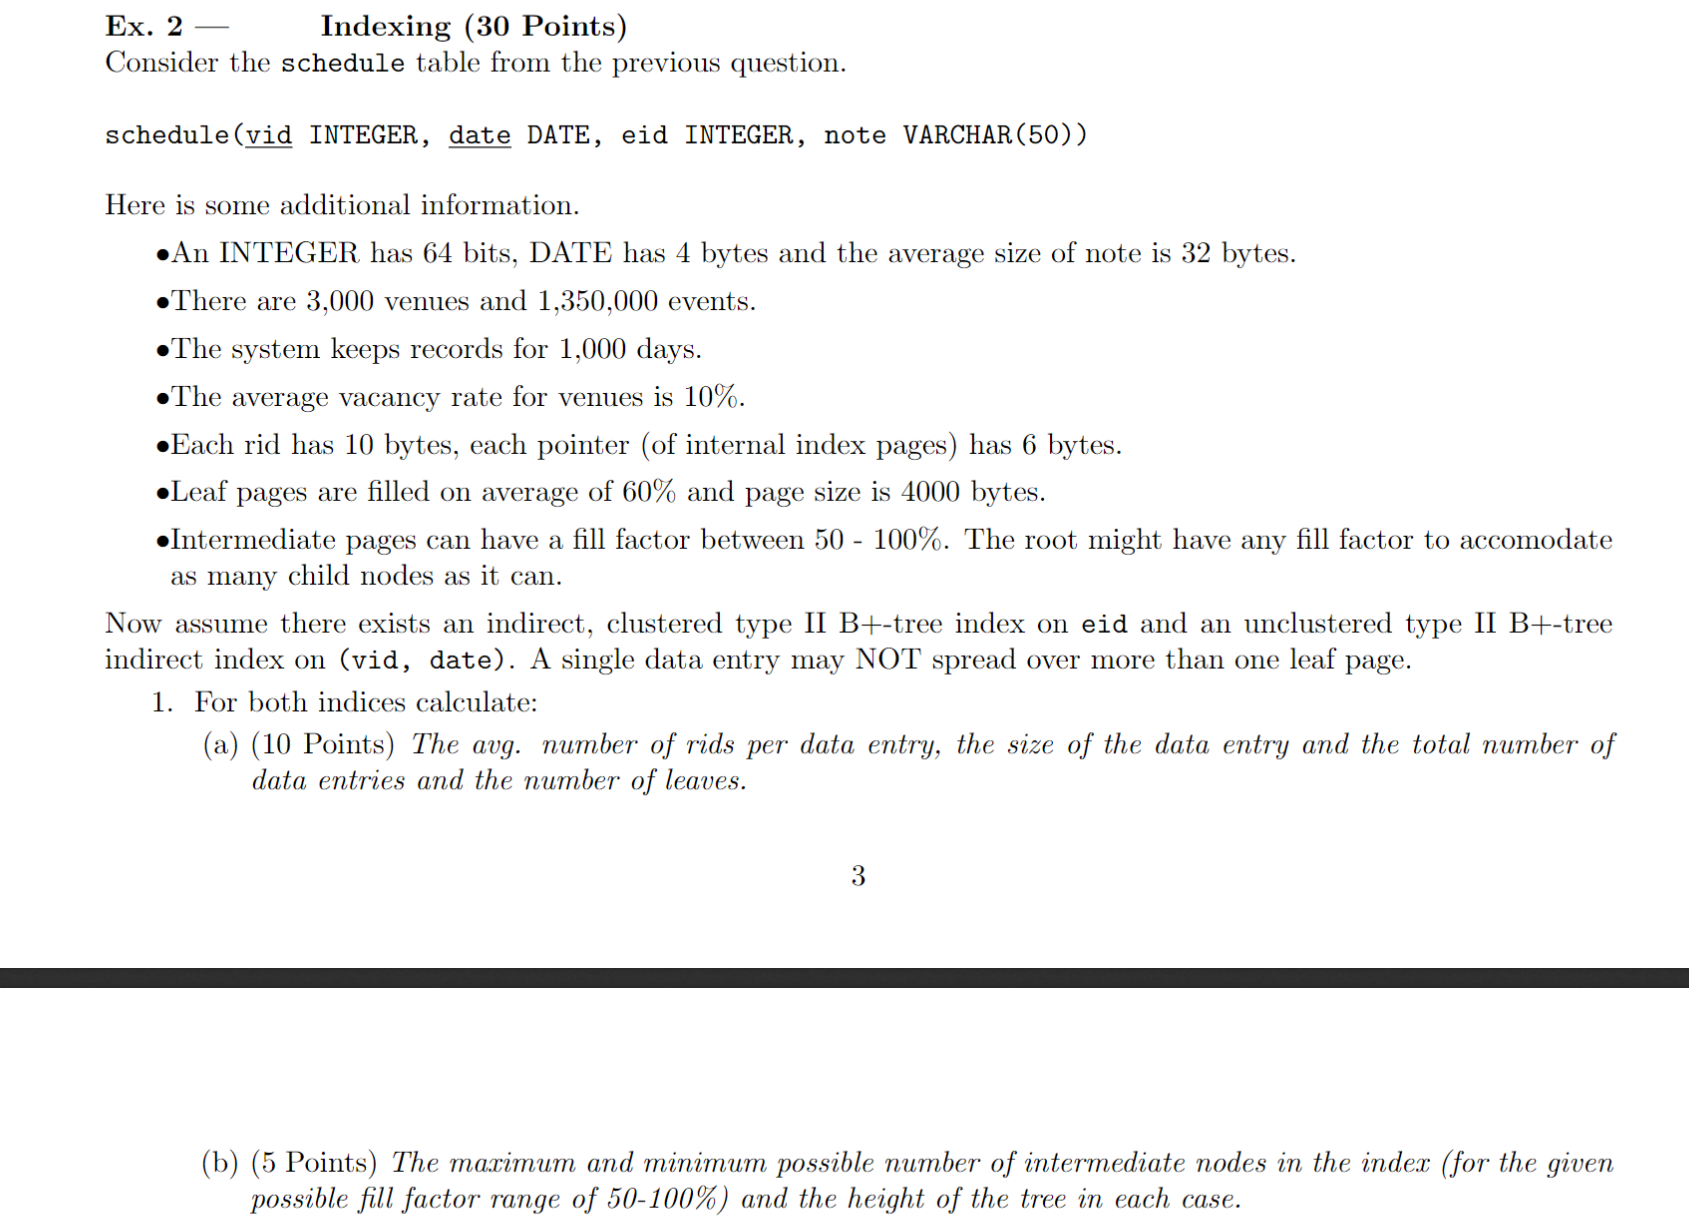 Ex. 2 — Indexing (30 Points)
Consider the schedule table from the previous question.
schedule(vid INTEGER, date DATE, eid INTEGER, note VARCHAR(50))
Here is some additional information.
•An INTEGER has 64 bits, DATE has 4 bytes and the average size of note is 32 bytes.
•There are 3,000 venues and 1,350,000 events.
•The system keeps records for 1,000 days.
•The average vacancy rate for venues is 10%.
•Each rid has 10 bytes, each pointer (of internal index pages) has 6 bytes.
•Leaf pages are filled on average of 60% and page size is 4000 bytes.
•Intermediate pages can have a fill factor between 50 - 100%. The root might have any fill factor to accomodate
as many child nodes as it can.
Now assume there exists an indirect, clustered type II B+-tree index on eid and an unclustered type II B+-tree
indirect index on (vid, date). A single data entry may NOT spread over more than one leaf page.
1. For both indices calculate:
(a) (10 Points) The avg. number of rids per data entry, the size of the data entry and the total number of
data entries and the number of leaves.
3
(b) (5 Points) The maximum and minimum possible number of intermediate nodes in the index (for the given
possible fill factor range of 50-100%) and the height of the tree in each case.